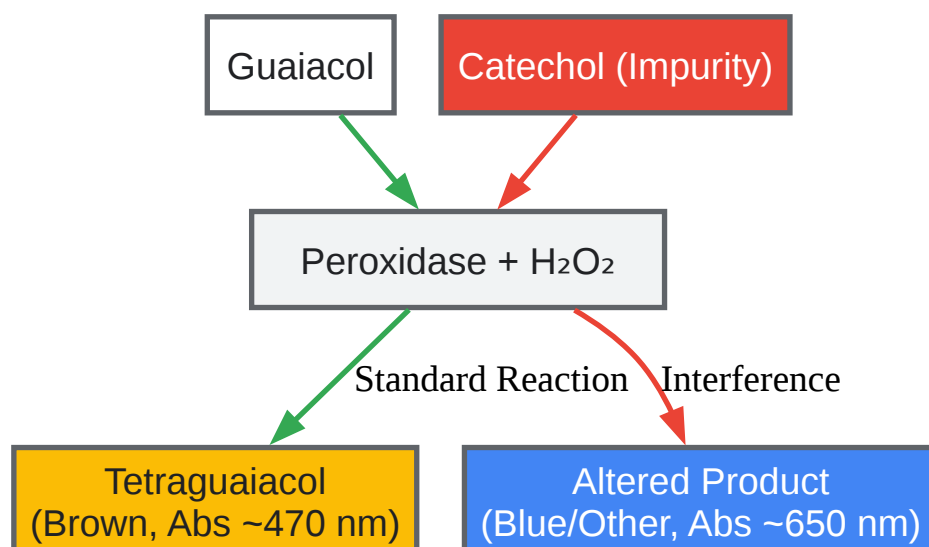 Guaiacol
Catechol (Impurity)
Peroxidase + H₂O₂
Standard Reaction
Interference
Tetraguaiacol
(Brown, Abs ~470 nm)
Altered Product
(Blue/Other, Abs ~650 nm)